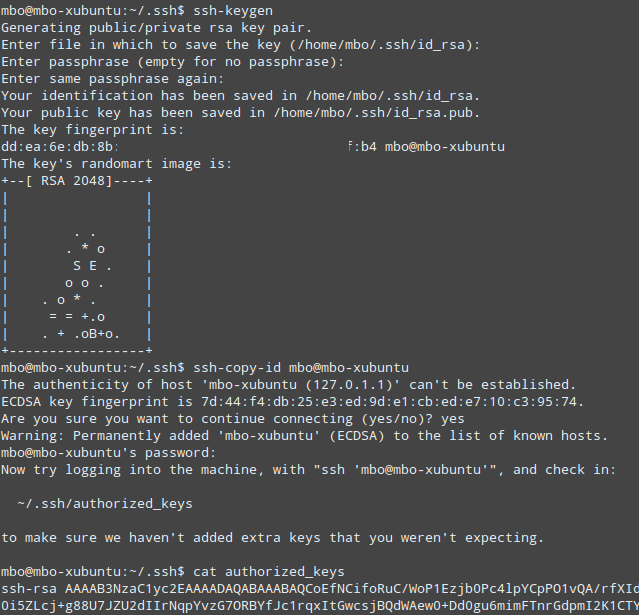 mbo@mbo-xubuntu:~/.ssh$ ssh-keygen
Generating public/private rsa key pair.
Enter file in which to save the key (/home/mbo/.ssh/id_rsa):
Enter passphrase (empty for no passphrase):
Enter same passphrase again:
Your identification has been saved in /home/mbo/.ssh/id_rsa.
Your public key has been saved in /home/mbo/.ssh/id_rsa.pub.
The key fingerprint is:
dd:ea:6e:db:8b: f:b4 mbo@mbo-xubuntu
The key's randomart image is:
+--[ RSA 2048]----+
|                 |
|                 |
|        . .      |
|       . * o     |
|        S E .    |
|       o o .     |
|    . o * .      |
|     = = +.o     |
|    . + .oB+o.   |
+-----------------+
mbo@mbo-xubuntu:~/.ssh$ ssh-copy-id mbo@mbo-xubuntu
The authenticity of host 'mbo-xubuntu (127.0.1.1)' can't be established.
ECDSA key fingerprint is 7d:44:f4:db:25:e3:ed:9d:e1:cb:ed:e7:10:c3:95:74.
Are you sure you want to continue connecting (yes/no)? yes
Warning: Permanently added 'mbo-xubuntu' (ECDSA) to the list of known hosts.
mbo@mbo-xubuntu's password:
Now try logging into the machine, with "ssh 'mbo@mbo-xubuntu'", and check in:
~/.ssh/authorized_keys
to make sure we haven't added extra keys that you weren't expecting.
mbo@mbo-xubuntu:~/.ssh$ cat authorized_keys
ssh-rsa AAAAB3NzaC1yc2EAAAADAQABAAABAQCoEfNCifoRuC/WoP1Ezjb0Pc4lpYCpPO1vQA/rfXIc
0i5ZLcj+g88U7JZU2dIIrNqpYvzG7ORBYfJc1rqxItGwcsjBQdWAew0+Dd0gu6mimFTnrGdpmI2K1CTV